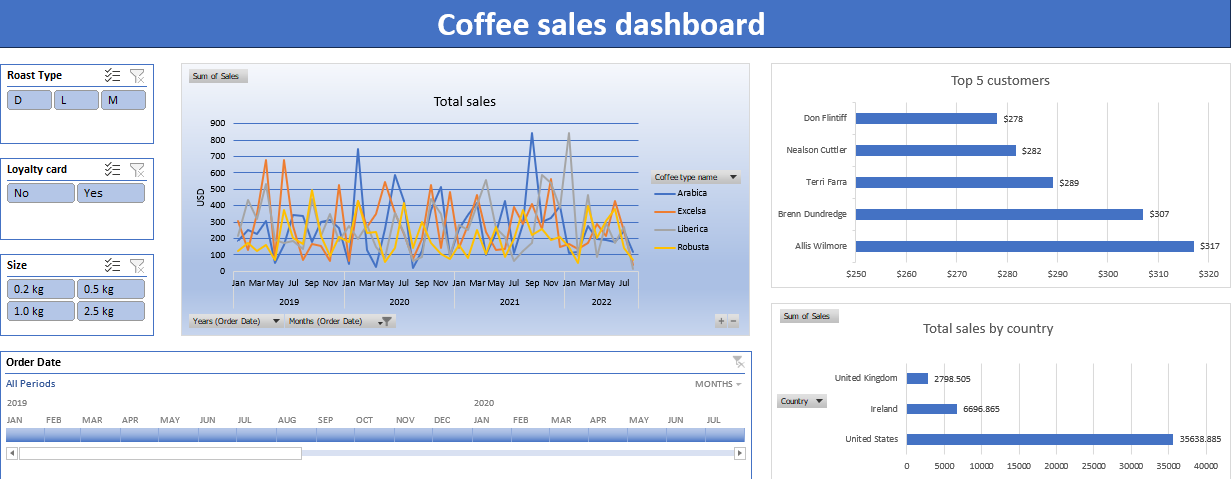 Coffee sales dashboard
Roast Type
D L M
Loyalty card
No Yes
Size
0.2 kg 0.5 kg
1.0 kg 2.5 kg
Sum of Sales
Total sales
USD
900
800
700
600
500
400
300
200
100
0
Jan Mar May Jul Sep Nov Jan Mar May Jul Sep Nov Jan Mar May Jul Sep Nov Jan Mar May Jul
2019 2020 2021 2022
Coffee type name
Arabica
Excelsa
Liberica
Robusta
Years (Order Date) Months (Order Date)
+ −
Top 5 customers
Don Flintiff $278
Nealson Cuttler $282
Terri Farra $289
Brenn Dundredge $307
Allis Wilmore $317
$250 $260 $270 $280 $290 $300 $310 $320
Order Date
All Periods MONTHS
2019 2020
JAN FEB MAR APR MAY JUN JUL AUG SEP OCT NOV DEC JAN FEB MAR APR MAY JUN JUL
Sum of Sales
Total sales by country
Country
United Kingdom 2798.505
Ireland 6696.865
United States 35638.885
0 5000 10000 15000 20000 25000 30000 35000 40000